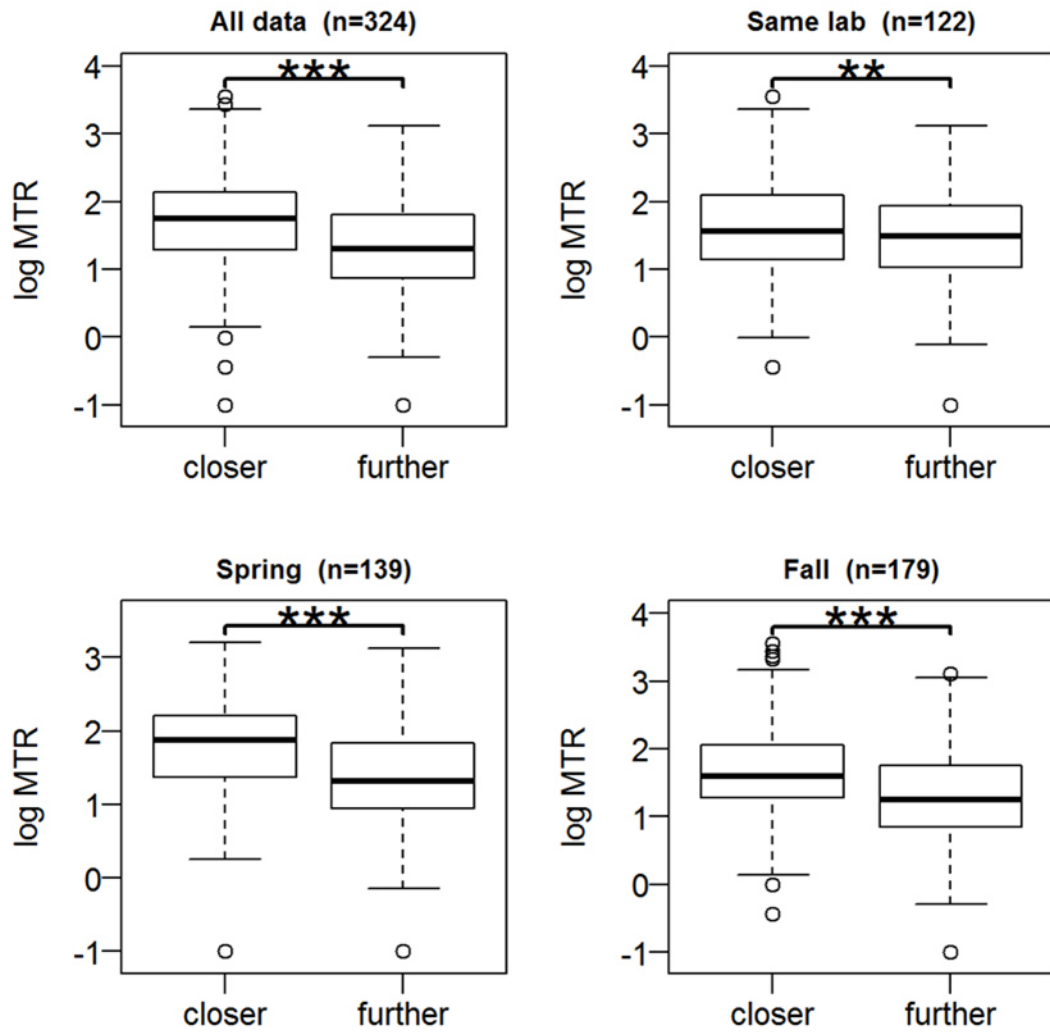 All data (n=324)
***
4
3
2
1
0
-1
log MTR
closer further
Same lab (n=122)
**
4
3
2
1
0
-1
log MTR
closer further
Spring (n=139)
***
3
2
1
0
-1
log MTR
closer further
Fall (n=179)
***
4
3
2
1
0
-1
log MTR
closer further